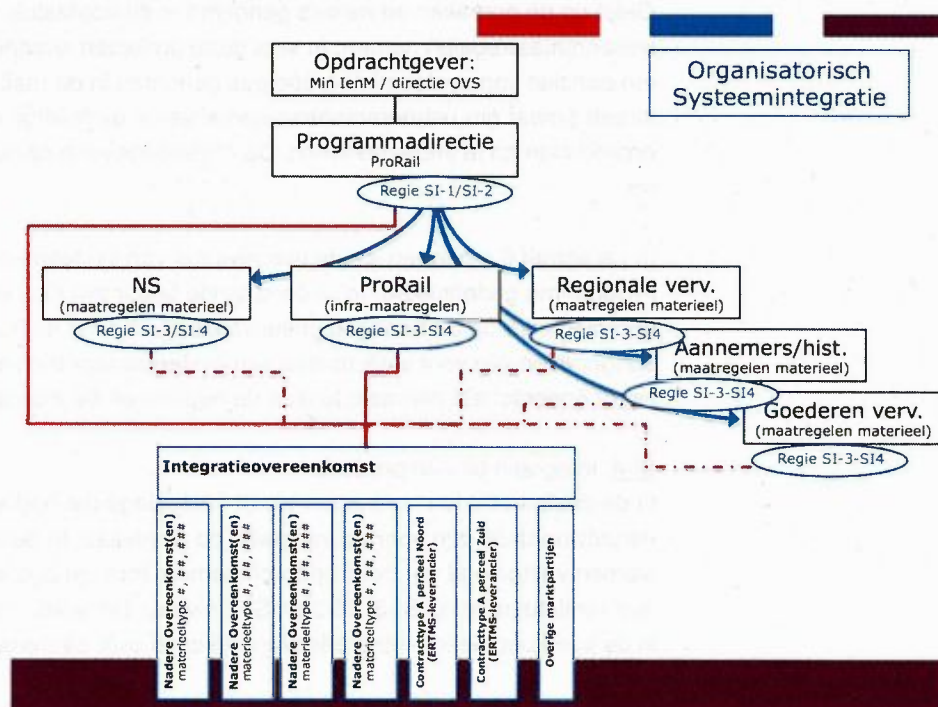 Organisatorisch
Systeemintegratie
Opdrachtgever:
Min IenM / directie OVS
Programmadirectie
ProRail
Regie SI-1/SI-2
NS
(maatregelen materieel)
Regie SI-3/SI-4
ProRail
(infra-maatregelen)
Regie SI-3-SI4
Regionale verv.
(maatregelen materieel)
Regie SI-3-SI4
Aannemers/hist.
(maatregelen materieel)
Regie SI-3-SI4
Goederen verv.
(maatregelen materieel)
Regie SI-3-SI4
Integratieovereenkomst
Nadere Overeenkomst(en)
materieeltype #, ##, ###
Nadere Overeenkomst(en)
materieeltype #, ##, ###
Nadere Overeenkomst(en)
materieeltype #, ##, ###
Nadere Overeenkomst(en)
materieeltype #, ##, ###
Contracttype A perceel Noord
(ERTMS-leverancier)
Contracttype A perceel Zuid
(ERTMS-leverancier)
Overige marktpartijen